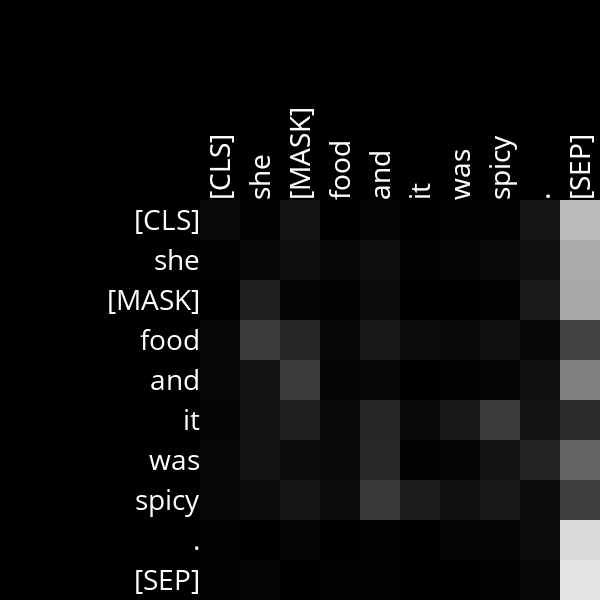 [CLS]
she
[MASK]
food
and
it
was
spicy
.
[SEP]
[CLS]
she
[MASK]
food
and
it
was
spicy
.
[SEP]